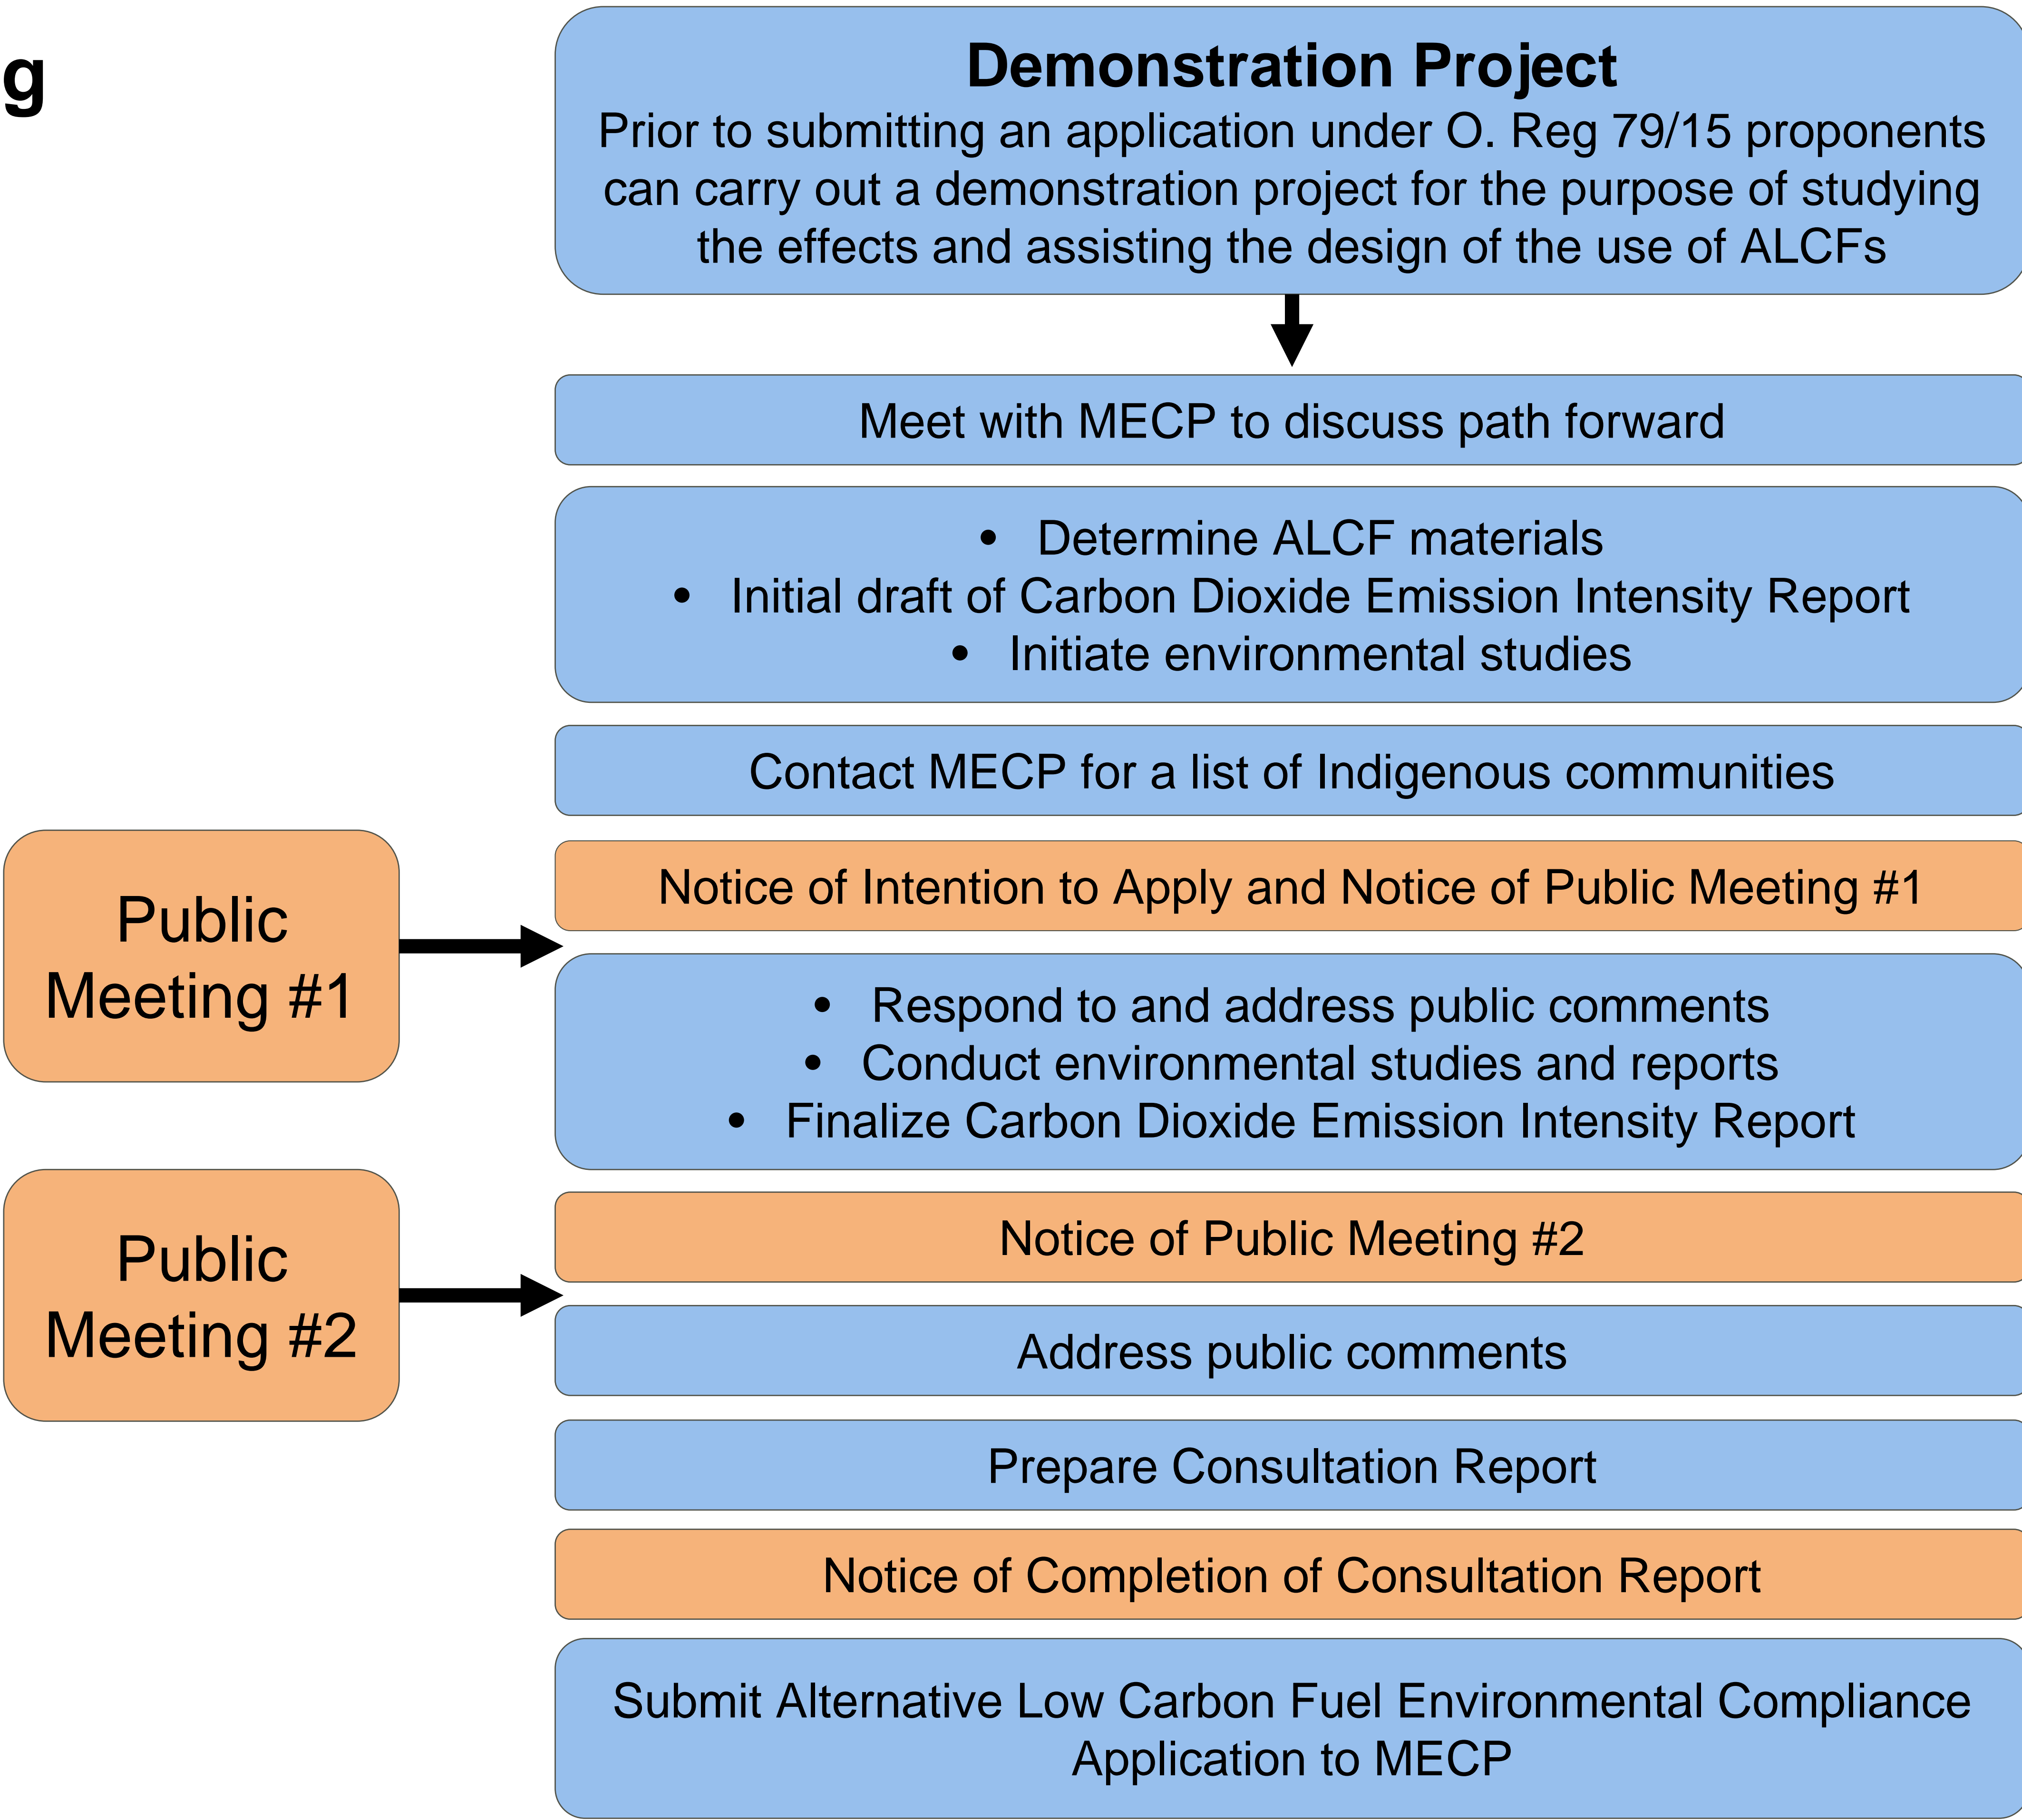 g
Demonstration Project
Prior to submitting an application under O. Reg 79/15 proponents
can carry out a demonstration project for the purpose of studying
the effects and assisting the design of the use of ALCFs
Meet with MECP to discuss path forward
• Determine ALCF materials
• Initial draft of Carbon Dioxide Emission Intensity Report
• Initiate environmental studies
Contact MECP for a list of Indigenous communities
Notice of Intention to Apply and Notice of Public Meeting #1
Public
Meeting #1
• Respond to and address public comments
• Conduct environmental studies and reports
• Finalize Carbon Dioxide Emission Intensity Report
Notice of Public Meeting #2
Public
Meeting #2
Address public comments
Prepare Consultation Report
Notice of Completion of Consultation Report
Submit Alternative Low Carbon Fuel Environmental Compliance
Application to MECP